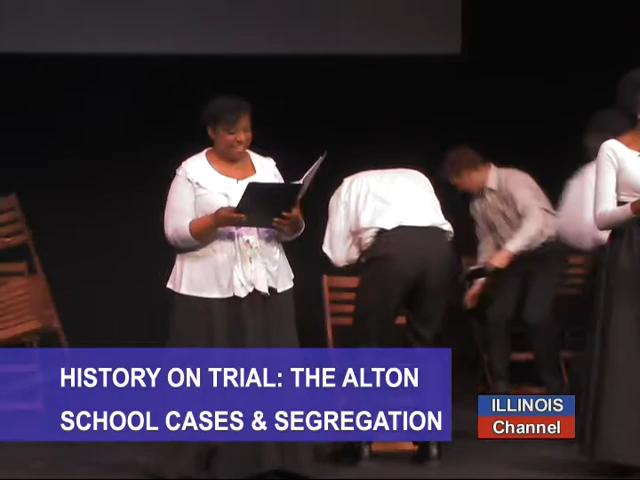 HISTORY ON TRIAL: THE ALTON
SCHOOL CASES & SEGREGATION
ILLINOIS
Channel